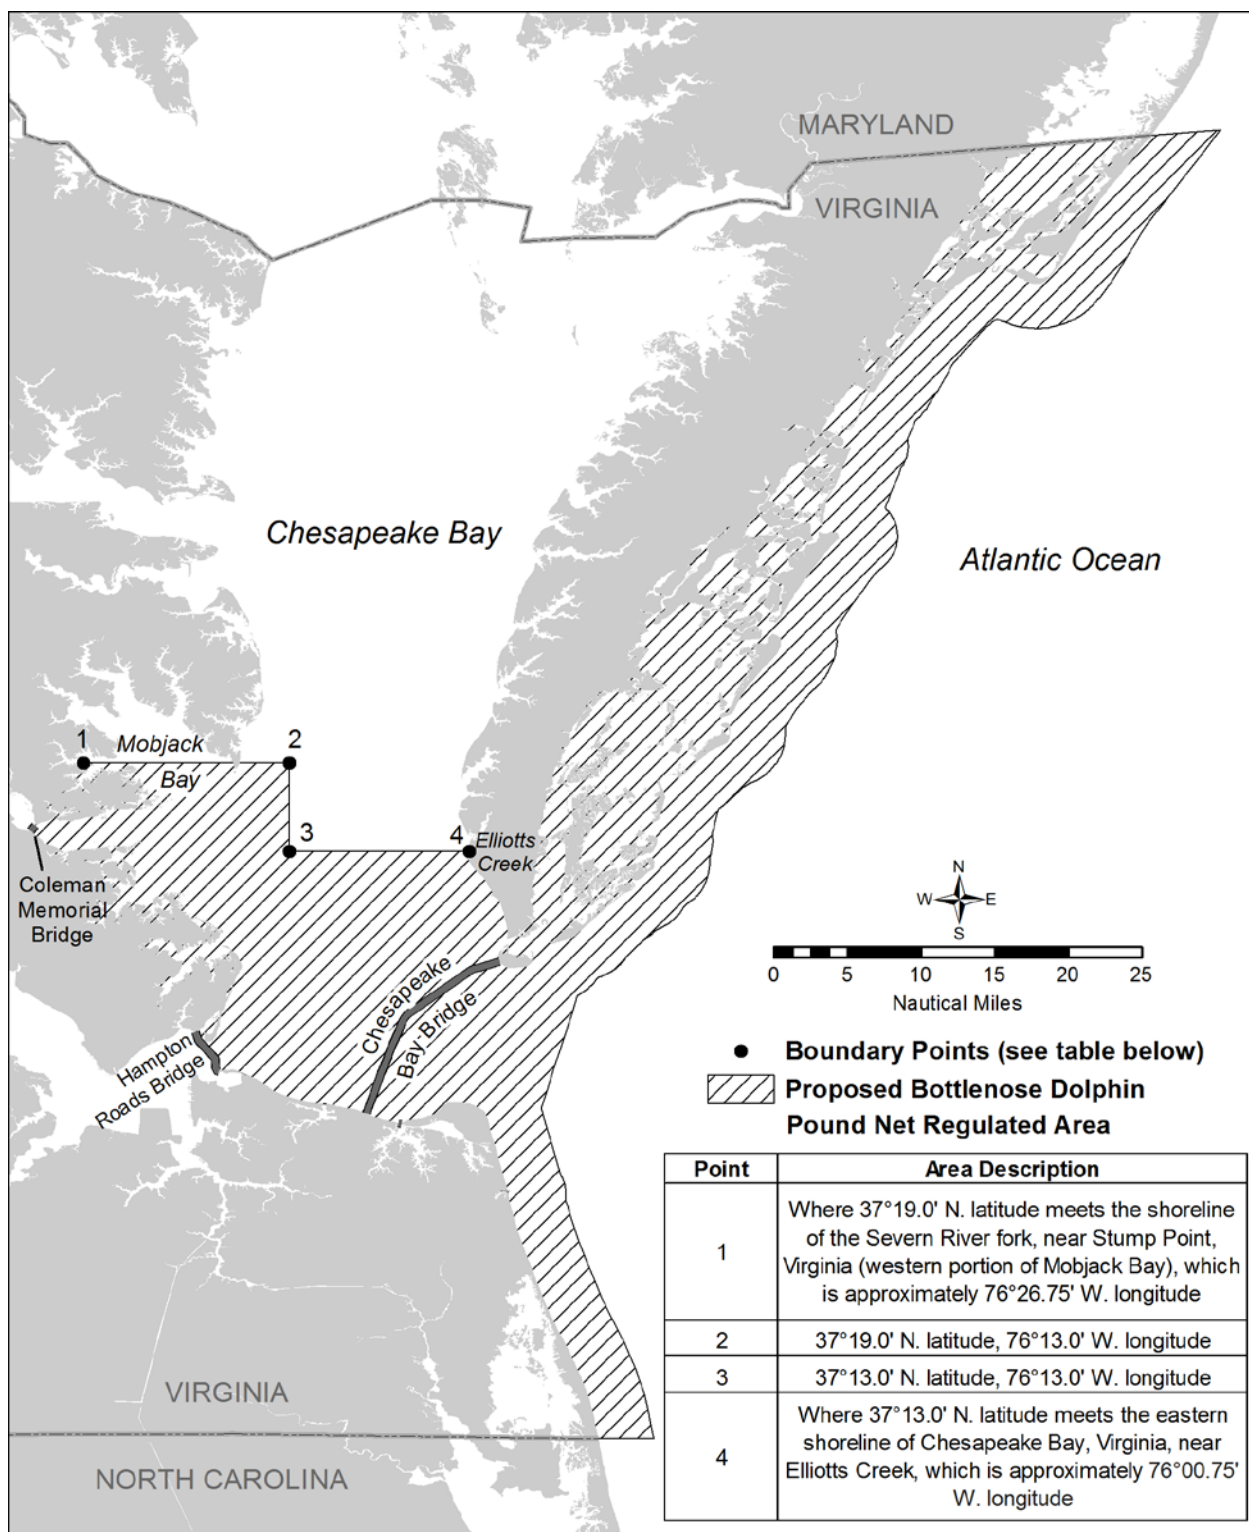 MARYLAND
VIRGINIA
Chesapeake Bay
Atlantic Ocean
1
Mobjack
Bay
2
3
4
Elliotts
Creek
Coleman
Memorial
Bridge
Chesapeake
Bay Bridge
Hampton
Roads Bridge
N
W
E
S
0 5 10 15 20 25
Nautical Miles
Boundary Points (see table below)
Proposed Bottlenose Dolphin
Pound Net Regulated Area
VIRGINIA
NORTH CAROLINA
Point Area Description
1
Where 37°19.0' N. latitude meets the shoreline
of the Severn River fork, near Stump Point,
Virginia (western portion of Mobjack Bay), which
is approximately 76°26.75' W. longitude
2 37°19.0' N. latitude, 76°13.0' W. longitude
3 37°13.0' N. latitude, 76°13.0' W. longitude
4
Where 37°13.0' N. latitude meets the eastern
shoreline of Chesapeake Bay, Virginia, near
Elliotts Creek, which is approximately 76°00.75'
W. longitude